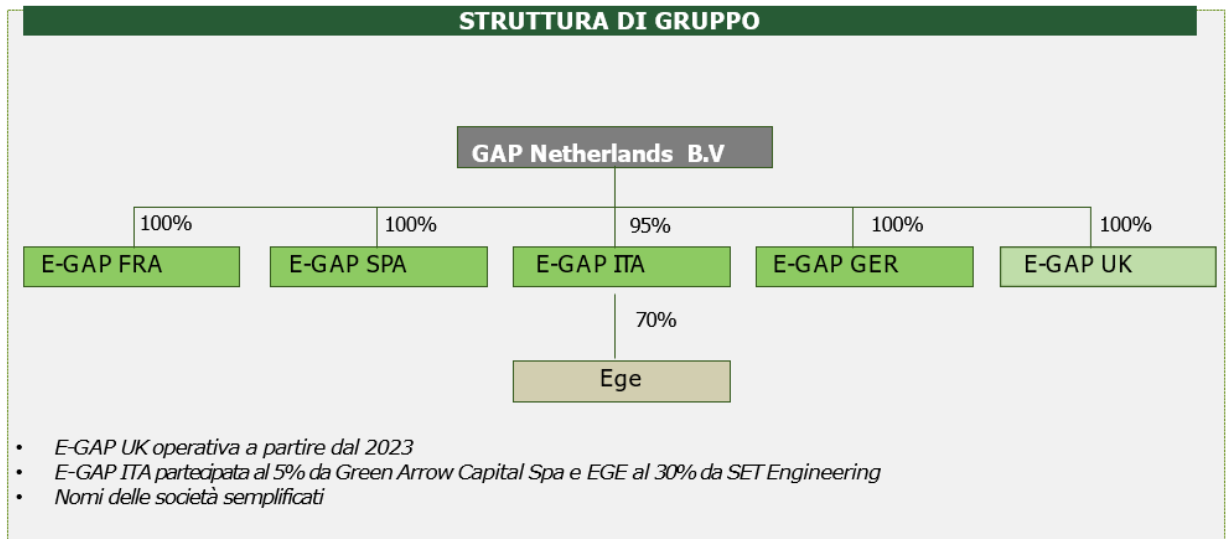 STRUTTURA DI GRUPPO
GAP Netherlands B.V
100%
100%
95%
100%
100%
E-GAP FRA
E-GAP SPA
E-GAP ITA
E-GAP GER
E-GAP UK
70%
Ege
• E-GAP UK operativa a partire dal 2023
• E-GAP ITA partecipata al 5% da Green Arrow Capital Spa e EGE al 30% da SET Engineering
• Nomi delle società semplificati